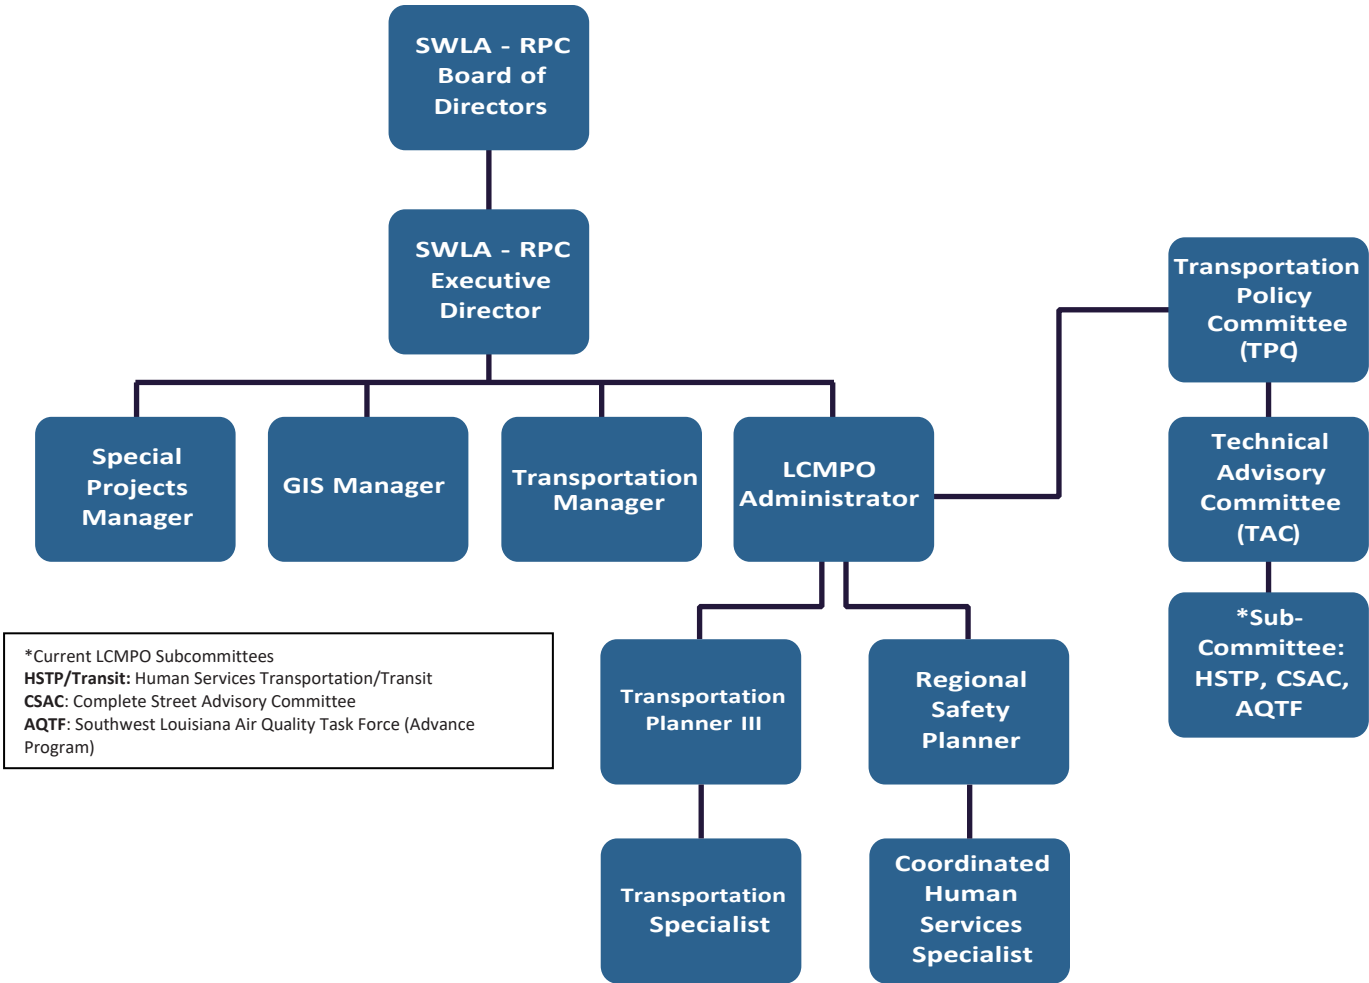 SWLA - RPC
Board of
Directors
SWLA - RPC
Executive
Director
Transportation
Policy
Committee
(TPC)
Special
Projects
Manager
GIS Manager
Transportation
Manager
LCMPO
Administrator
Technical
Advisory
Committee
(TAC)
*Sub-
Committee:
HSTP, CSAC,
AQTF
*Current LCMPO Subcommittees
HSTP/Transit: Human Services Transportation/Transit
CSAC: Complete Street Advisory Committee
AQTF: Southwest Louisiana Air Quality Task Force (Advance
Program)
Transportation
Planner III
Regional
Safety
Planner
Transportation
Specialist
Coordinated
Human
Services
Specialist